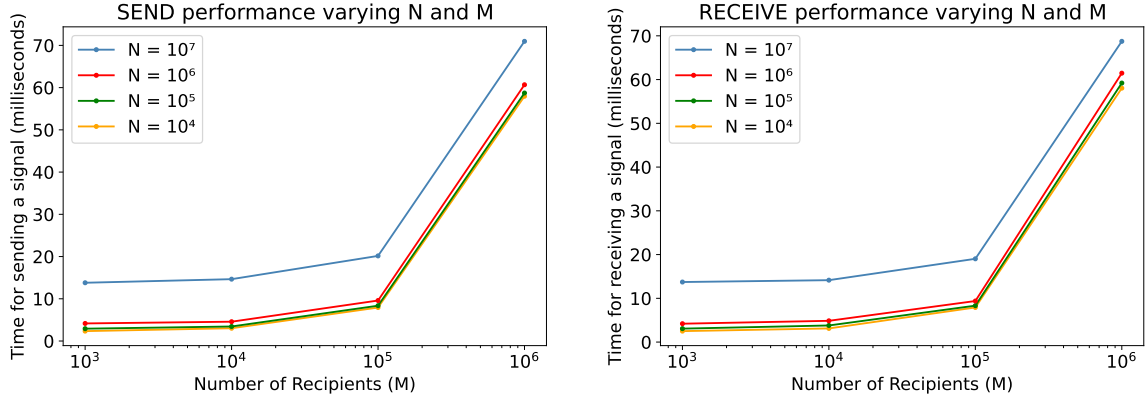 SEND performance varying N and M
Time for sending a signal (milliseconds)
70
60
50
40
30
20
10
0
N = 10⁷
N = 10⁶
N = 10⁵
N = 10⁴
10³ 10⁴ 10⁵ 10⁶
Number of Recipients (M)
RECEIVE performance varying N and M
Time for receiving a signal (milliseconds)
70
60
50
40
30
20
10
0
N = 10⁷
N = 10⁶
N = 10⁵
N = 10⁴
10³ 10⁴ 10⁵ 10⁶
Number of Recipients (M)